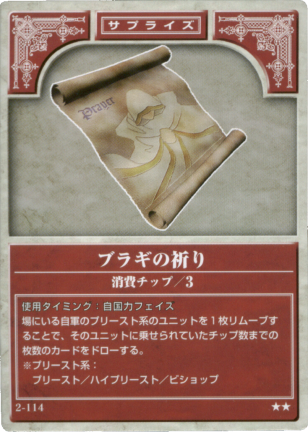 サプライズ
Prayer
ブラギの祈り
消費チップ／3
使用タイミング：自国力フェイズ
場にいる自軍のプリースト系のユニットを1枚リムーブす
ることで、そのユニットに乗せられていたチップ数までの
枚数のカードをドローする。
※プリースト系：
プリースト／ハイプリースト／ビショップ
2-114
★★